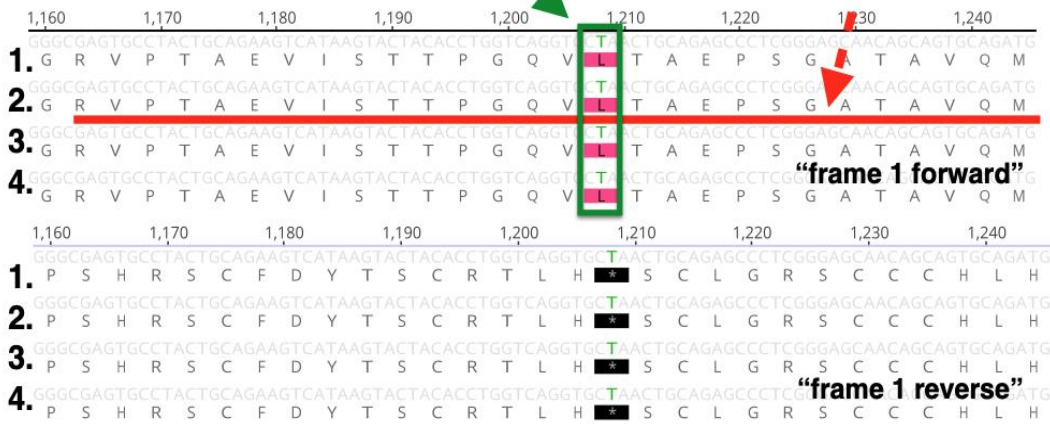 1,160 1,170 1,180 1,190 1,200 1,210 1,220 1,230 1,240
GGGCGAGTGCCTACTGCAGAAGTCATAAGTACTACACCTGGTCAGGTGCTAACTGCAGAGCCCTCGGGAGCAACAGCAGTGCAGATG
1. G R V P T A E V I S T T P G Q V L T A E P S G A T A V Q M
GGGCGAGTGCCTACTGCAGAAGTCATAAGTACTACACCTGGTCAGGTGCTAACTGCAGAGCCCTCGGGAGCAACAGCAGTGCAGATG
2. G R V P T A E V I S T T P G Q V L T A E P S G A T A V Q M
GGGCGAGTGCCTACTGCAGAAGTCATAAGTACTACACCTGGTCAGGTGCTAACTGCAGAGCCCTCGGGAGCAACAGCAGTGCAGATG
3. G R V P T A E V I S T T P G Q V L T A E P S G A T A V Q M
“frame 1 forward”
GGGCGAGTGCCTACTGCAGAAGTCATAAGTACTACACCTGGTCAGGTGCTAACTGCAGAGCCCTCGG
4. G R V P T A E V I S T T P G Q V L T A E P S G A T A V Q M
1,160 1,170 1,180 1,190 1,200 1,210 1,220 1,230 1,240
GGGCGAGTGCCTACTGCAGAAGTCATAAGTACTACACCTGGTCAGGTGCTAACTGCAGAGCCCTCGGGAGCAACAGCAGTGCAGATG
1. P S H R S C F D Y T S C R T L H * S C L G R S C C C H L H
GGGCGAGTGCCTACTGCAGAAGTCATAAGTACTACACCTGGTCAGGTGCTAACTGCAGAGCCCTCGGGAGCAACAGCAGTGCAGATG
2. P S H R S C F D Y T S C R T L H * S C L G R S C C C H L H
GGGCGAGTGCCTACTGCAGAAGTCATAAGTACTACACCTGGTCAGGTGCTAACTGCAGAGCCCTCGGGAGCAACAGCAGTGCAGATG
3. P S H R S C F D Y T S C R T L H * S C L G R S C C C H L H
“frame 1 reverse”
GGGCGAGTGCCTACTGCAGAAGTCATAAGTACTACACCTGGTCAGGTGCTAACTGCAGAGCCCTCGG
4. P S H R S C F D Y T S C R T L H * S C L G R S C C C H L H